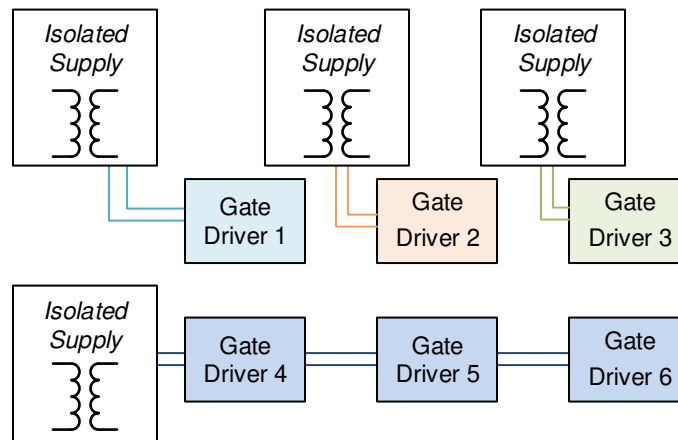 Isolated
Supply
Isolated
Supply
Isolated
Supply
Gate
Driver 1
Gate
Driver 2
Gate
Driver 3
Isolated
Supply
Gate
Driver 4
Gate
Driver 5
Gate
Driver 6